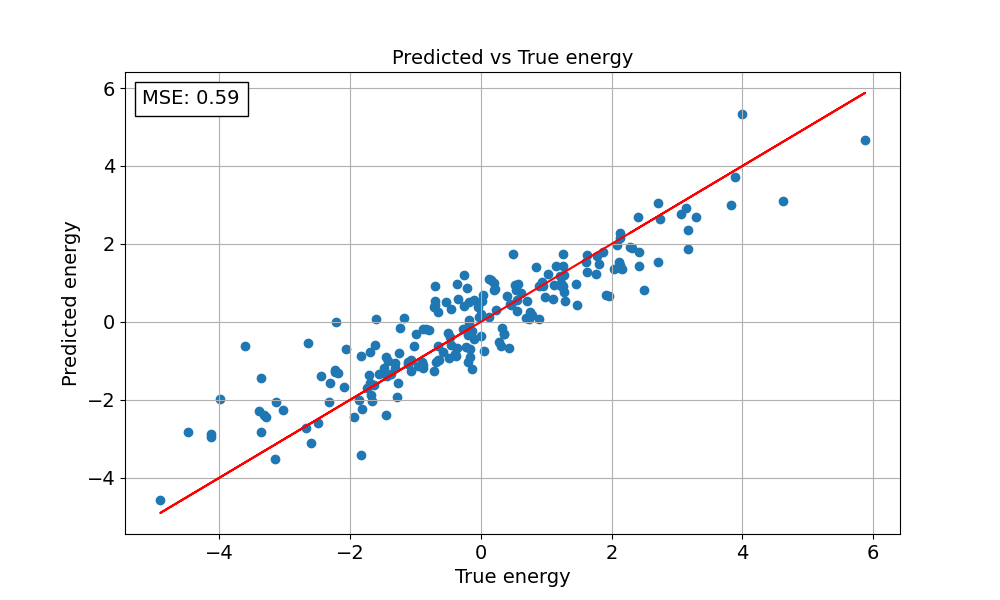 Predicted vs True energy
MSE: 0.59
Predicted energy
6
4
2
0
−2
−4
−4 −2 0 2 4 6
True energy